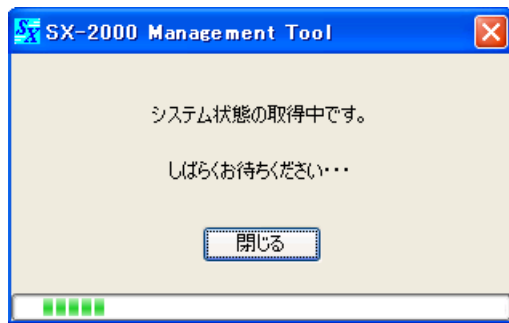 SX SX-2000 Management Tool
システム状態の取得中です。
しばらくお待ちください・・・
閉じる